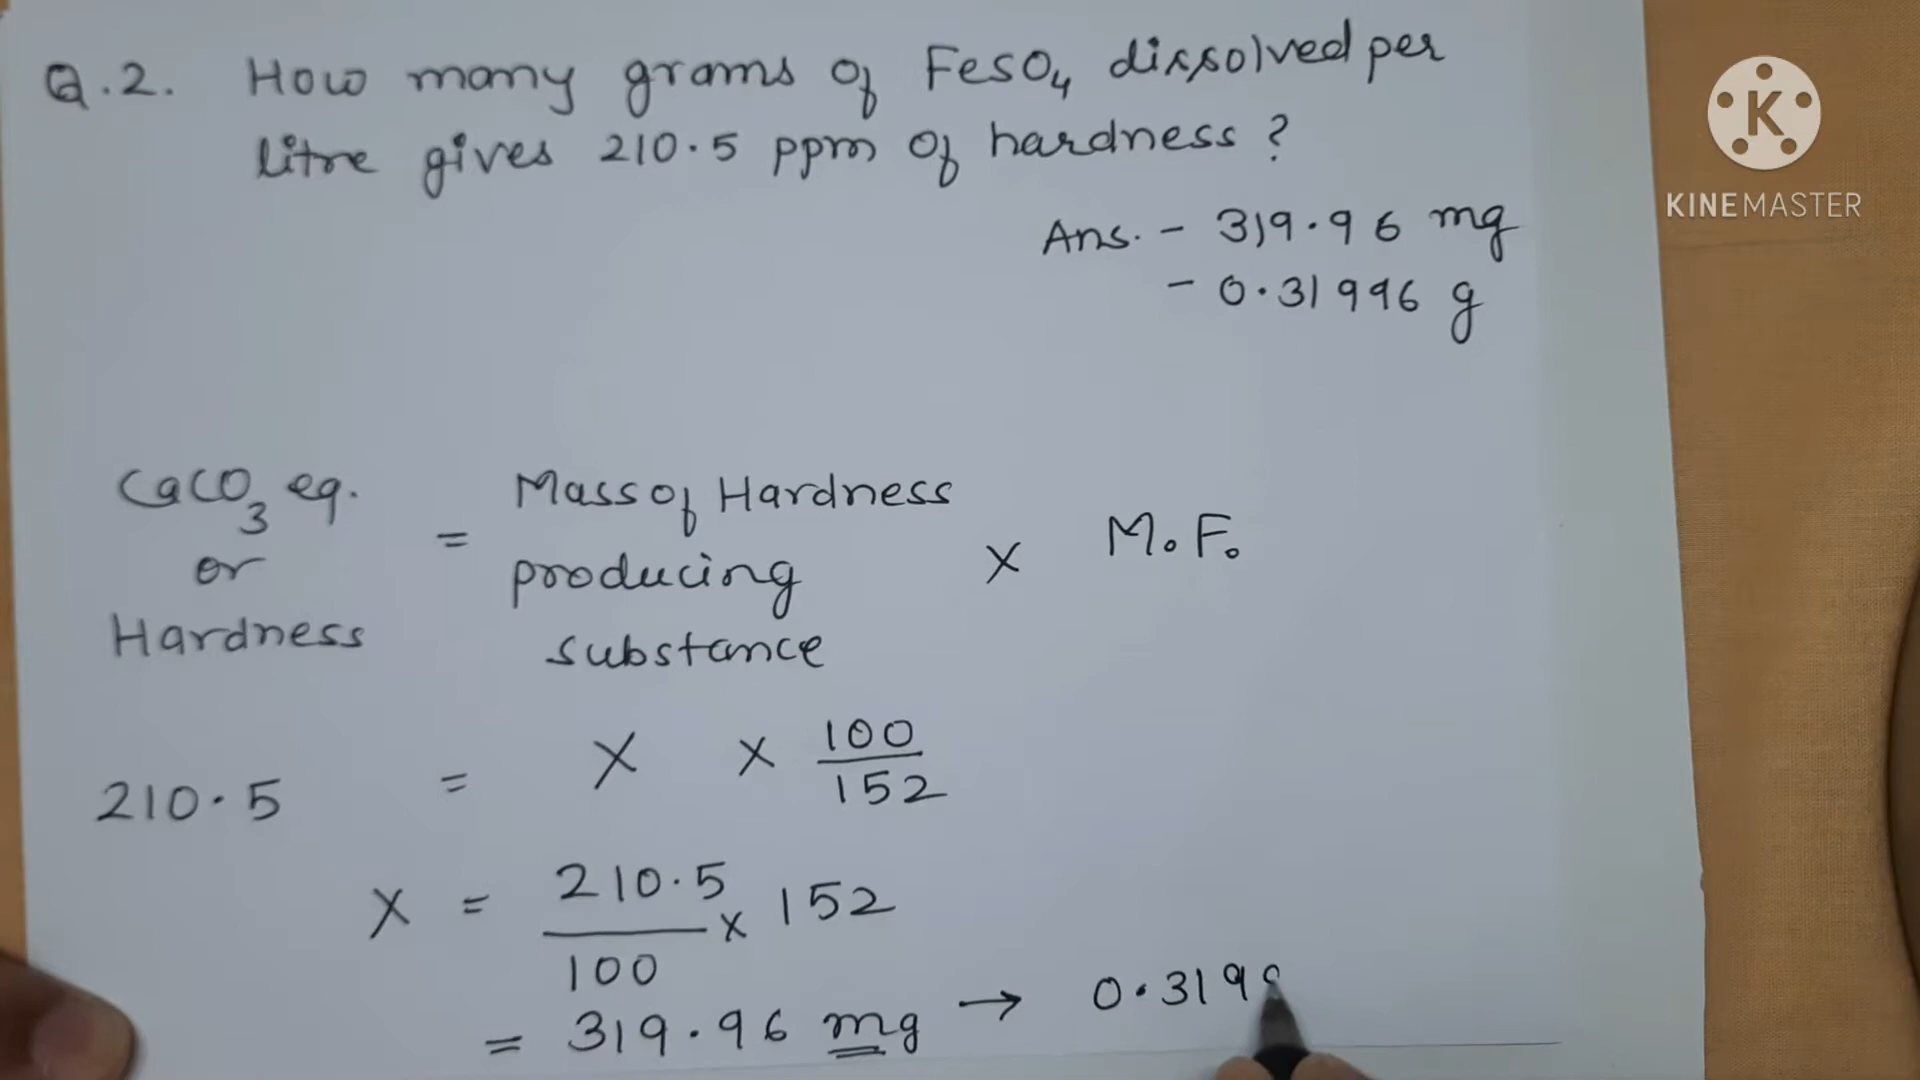 Q.2. How many grams of FeSO4 dissolved per
litre gives 210.5 ppm of hardness?
Ans. - 319.96 mg
- 0.31996 g
K
KINEMASTER
CaCO3 eq.
or
Hardness
=
Mass of Hardness
producing
substance
x M.F.
210.5 = X x 100/152
X = 210.5/100 x 152
= 319.96 mg → 0.319